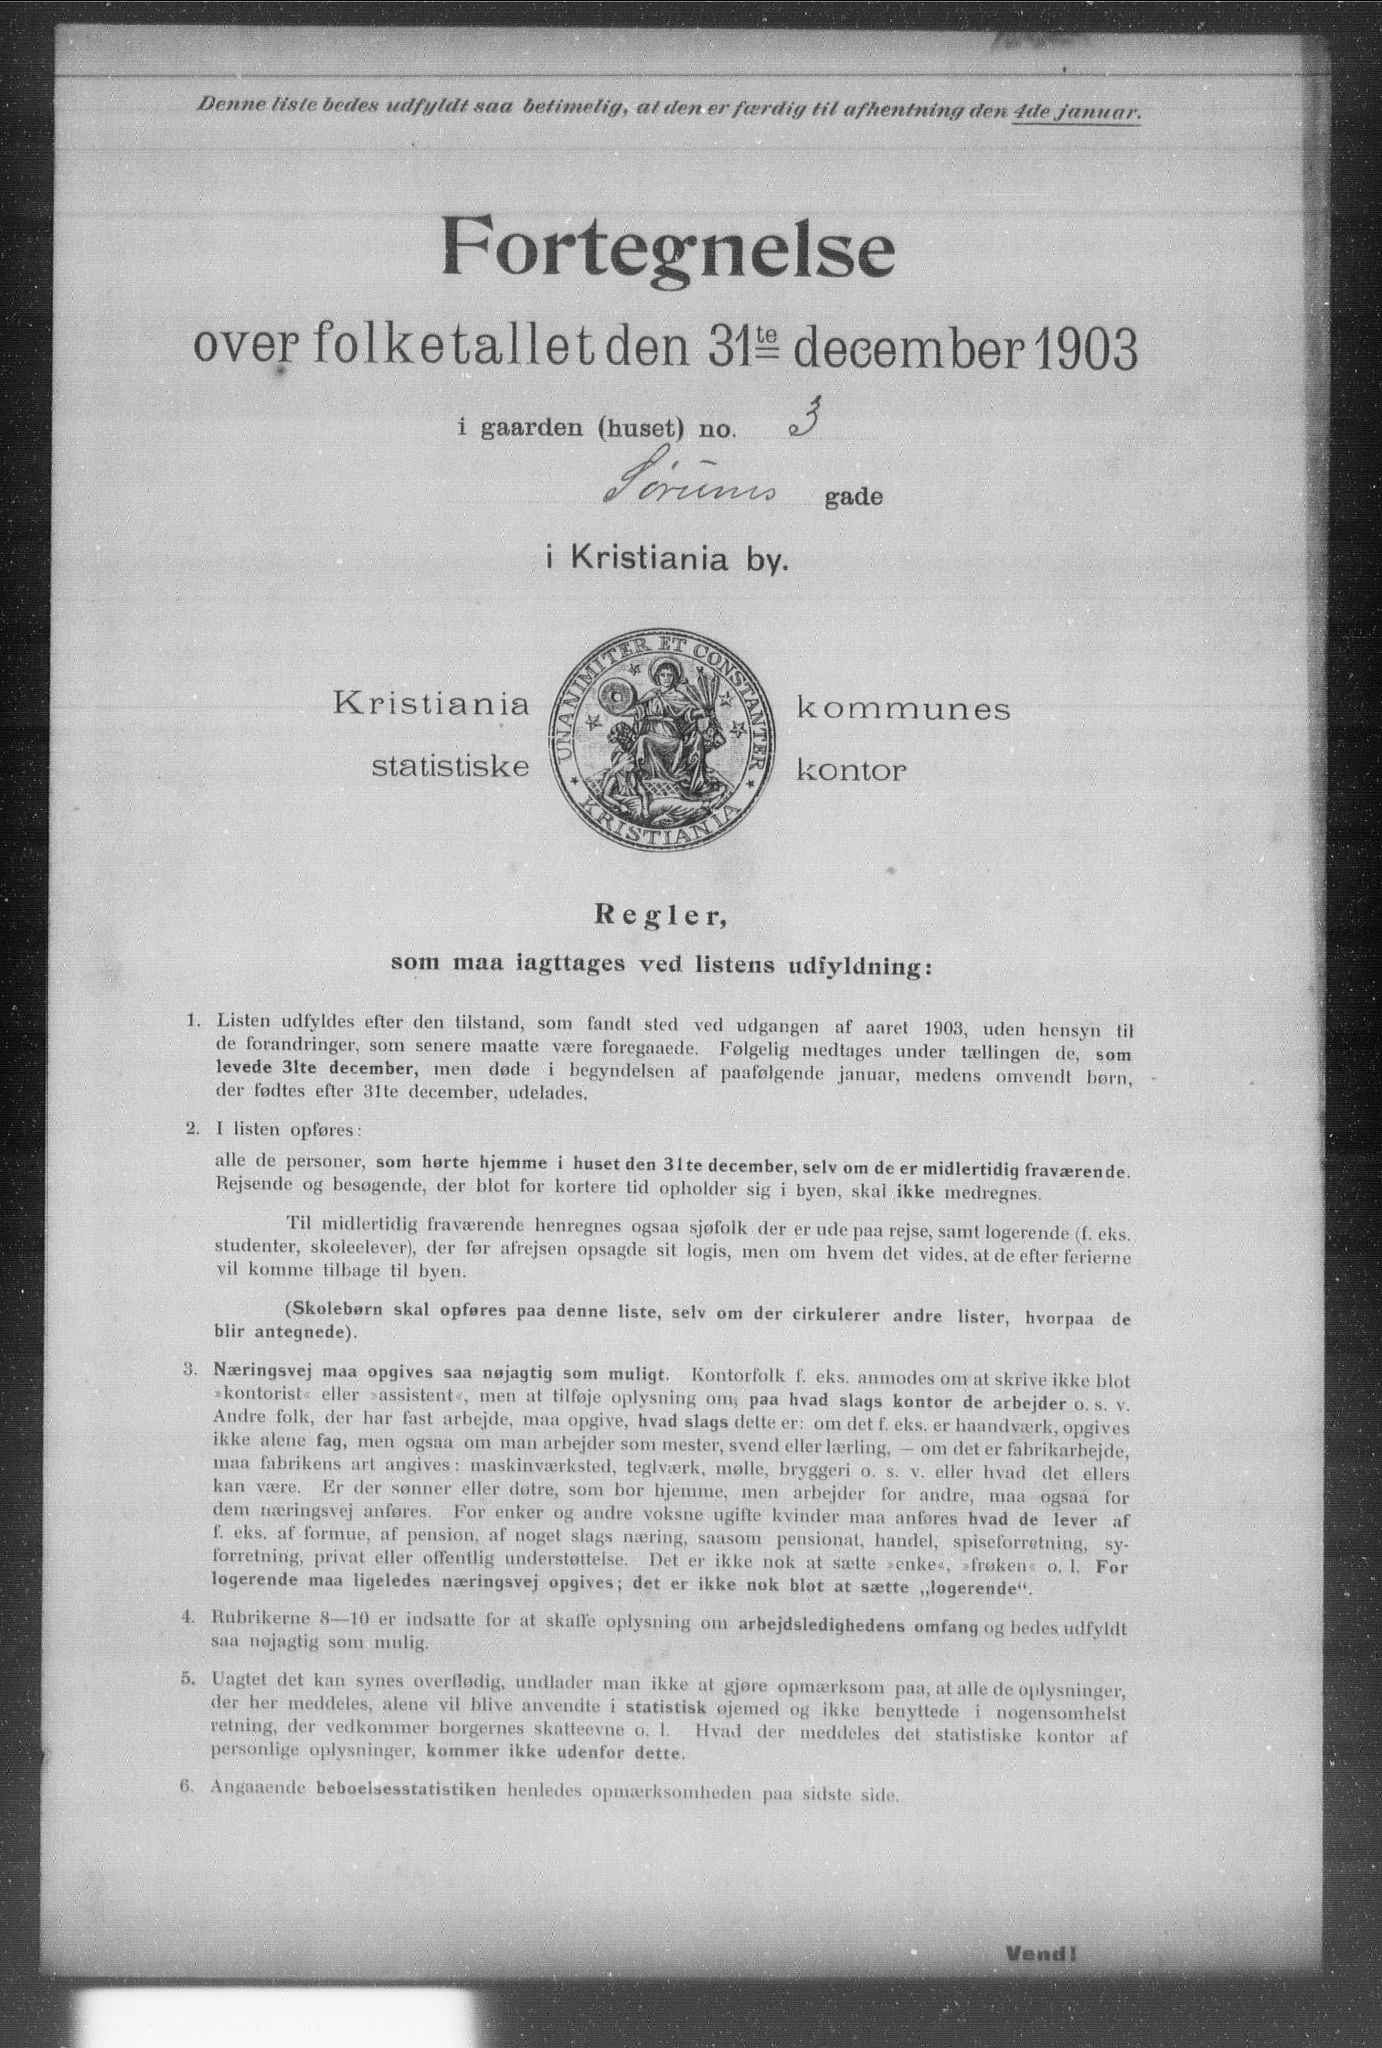 Denne liste bedes udfyldt saa betimelig, at den er færdig til afhentning den 4de januar.
Fortegnelse
over folketallet den 31te december 1903
i gaarden (huset) no. 3
Sørums gade
i Kristiania by.
Kristiania kommunes
statistiske kontor
UNANIMITER ET CONSTANTER
KRISTIANIA
Regler,
som maa iagttages ved listens udfyldning:
1. Listen udfyldes efter den tilstand, som fandt sted ved udgangen af aaret 1903, uden hensyn til
de forandringer, som senere maatte være foregaaede. Følgelig medtages under tællingen de, som
levede 31te december, men døde i begyndelsen af paafølgende januar, medens omvendt børn,
der fødtes efter 31te december, udelades.
2. I listen opføres:
alle de personer, som hørte hjemme i huset den 31te december, selv om de er midlertidig fraværende.
Rejsende og besøgende, der blot for kortere tid opholder sig i byen, skal ikke medregnes.
Til midlertidig fraværende henregnes ogsaa sjøfolk der er ude paa rejse, samt logerende (f. eks.
studenter, skoleelever), der før afrejsen opsagde sit logis, men om hvem det vides, at de efter ferierne
vil komme tilbage til byen.
(Skolebørn skal opføres paa denne liste, selv om der cirkulerer andre lister, hvorpaa de
blir antegnede).
3. Næringsvej maa opgives saa nøjagtig som muligt. Kontorfolk f. eks. anmodes om at skrive ikke blot
»kontorist« eller »assistent«, men at tilføje oplysning om, paa hvad slags kontor de arbejder o. s. v.
Andre folk, der har fast arbejde, maa opgive, hvad slags dette er: om det f. eks. er haandværk, opgives
ikke alene fag, men ogsaa om man arbejder som mester, svend eller lærling, — om det er fabrikarbejde,
maa fabrikens art angives: maskinværksted, teglværk, mølle, bryggeri o. s. v. eller hvad det ellers
kan være. Er der sønner eller døtre, som bor hjemme, men arbejder for andre, maa ogsaa for
dem næringsvej anføres. For enker og andre voksne ugifte kvinder maa anføres hvad de lever af
f. eks. af formue, af pension, af noget slags næring, saasom pensionat, handel, spiseforretning, sy-
forretning, privat eller offentlig understøttelse. Det er ikke nok at sætte »enke«, »frøken« o. l. For
logerende maa ligeledes næringsvej opgives; det er ikke nok blot at sætte „logerende“.
4. Rubrikerne 8—10 er indsatte for at skaffe oplysning om arbejdsledighedens omfang og bedes udfyldt
saa nøjagtig som mulig.
5. Uagtet det kan synes overflødig, undlader man ikke at gjøre opmærksom paa, at alle de oplysninger,
der her meddeles, alene vil blive anvendte i statistisk øjemed og ikke benyttede i nogensomhelst
retning, der vedkommer borgernes skatteevne o. l. Hvad der meddeles det statistiske kontor af
personlige oplysninger, kommer ikke udenfor dette.
6. Angaaende beboelsesstatistiken henledes opmærksomheden paa sidste side.
Vend!